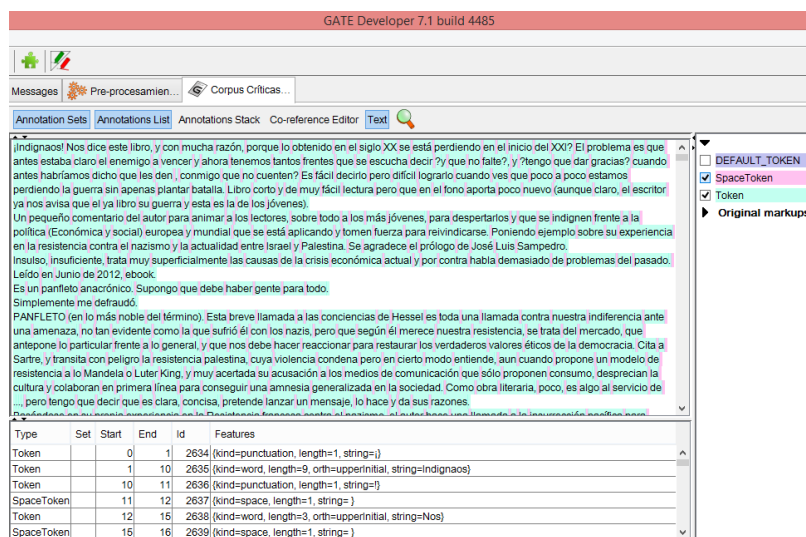 GATE Developer 7.1 build 4485
Messages
Pre-procesamien...
Corpus Críticas...
Annotation Sets
Annotations List
Annotations Stack
Co-reference Editor
Text
¡Indignaos! Nos dice este libro, y con mucha razón, porque lo obtenido en el siglo XX se está perdiendo en el inicio del XXI? El problema es que
antes estaba claro el enemigo a vencer y ahora tenemos tantos frentes que se escucha decir ?y que no falte?, y ?tengo que dar gracias? cuando
antes habríamos dicho que les den , conmigo que no cuenten? Es fácil decirlo pero difícil lograrlo cuando ves que poco a poco estamos
perdiendo la guerra sin apenas plantar batalla. Libro corto y de muy fácil lectura pero que en el fono aporta poco nuevo (aunque claro, el escritor
ya nos avisa que el ya libro su guerra y esta es la de los jóvenes).
Un pequeño comentario del autor para animar a los lectores, sobre todo a los más jóvenes, para despertarlos y que se indignen frente a la
política (Económica y social) europea y mundial que se está aplicando y tomen fuerza para reivindicarse. Poniendo ejemplo sobre su experiencia
en la resistencia contra el nazismo y la actualidad entre Israel y Palestina. Se agradece el prólogo de José Luis Sampedro.
Insulso, insuficiente, trata muy superficialmente las causas de la crisis económica actual y por contra habla demasiado de problemas del pasado.
Leído en Junio de 2012, ebook.
Es un panfleto anacrónico. Supongo que debe haber gente para todo.
Simplemente me defraudó.
PANFLETO (en lo más noble del término). Esta breve llamada a las conciencias de Hessel es toda una llamada contra nuestra indiferencia ante
una amenaza, no tan evidente como la que sufrió él con los nazis, pero que según él merece nuestra resistencia, se trata del mercado, que
antepone lo particular frente a lo general, y que nos debe hacer reaccionar para restaurar los verdaderos valores éticos de la democracia. Cita a
Sartre, y transita con peligro la resistencia palestina, cuya violencia condena pero en cierto modo entiende, aun cuando propone un modelo de
resistencia a lo Mandela o Luter King, y muy acertada su acusación a los medios de comunicación que sólo proponen consumo, desprecian la
cultura y colaboran en primera línea para conseguir una amnesia generalizada en la sociedad. Como obra literaria, poco, es algo al servicio de
..., pero tengo que decir que es clara, concisa, pretende lanzar un mensaje, lo hace y da sus razones.
DEFAULT_TOKEN
SpaceToken
Token
Original markups
Type Set Start End Id Features
Token 0 1 2634 {kind=punctuation, length=1, string=¡}
Token 1 10 2635 {kind=word, length=9, orth=upperInitial, string=Indignaos}
Token 10 11 2636 {kind=punctuation, length=1, string=!}
SpaceToken 11 12 2637 {kind=space, length=1, string= }
Token 12 15 2638 {kind=word, length=3, orth=upperInitial, string=Nos}
SpaceToken 15 16 2639 {kind=space, length=1, string= }